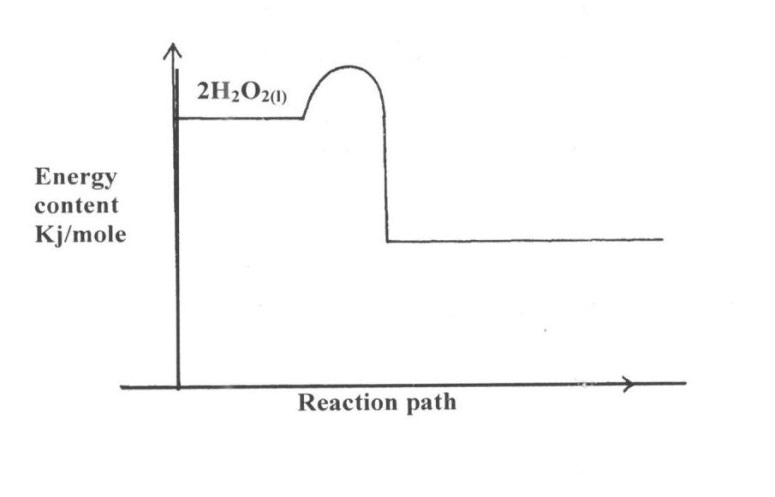 2H₂O₂(l)
Energy
content
Kj/mole
Reaction path